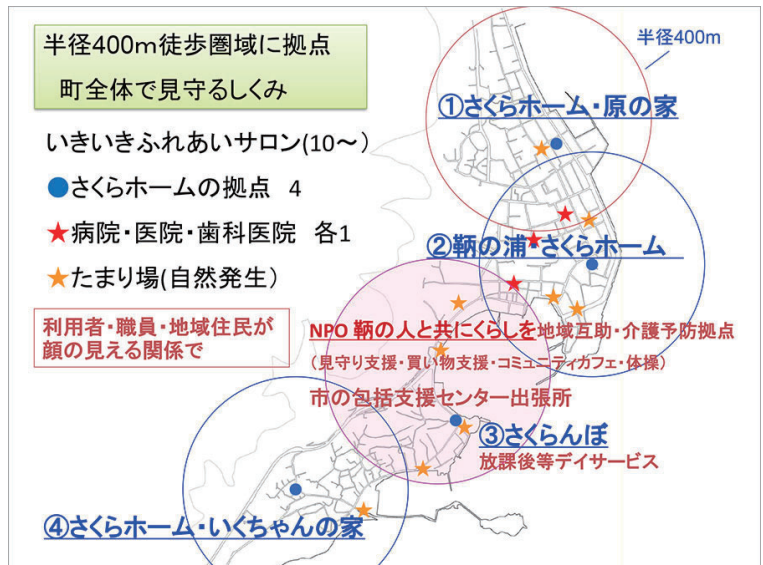 半径400m徒歩圏域に拠点
町全体で見守るしくみ
半径400m
①さくらホーム・原の家
いきいきふれあいサロン(10～)
●さくらホームの拠点 4
★病院・医院・歯科医院 各1
②鞆の浦・さくらホーム
★たまり場(自然発生)
利用者・職員・地域住民が
顔の見える関係で
NPO 鞆の人と共にくらしを地域互助・介護予防拠点
(見守り支援・買い物支援・コミュニティカフェ・体操)
市の包括支援センター出張所
③さくらんぼ
放課後等デイサービス
④さくらホーム・いくちゃんの家